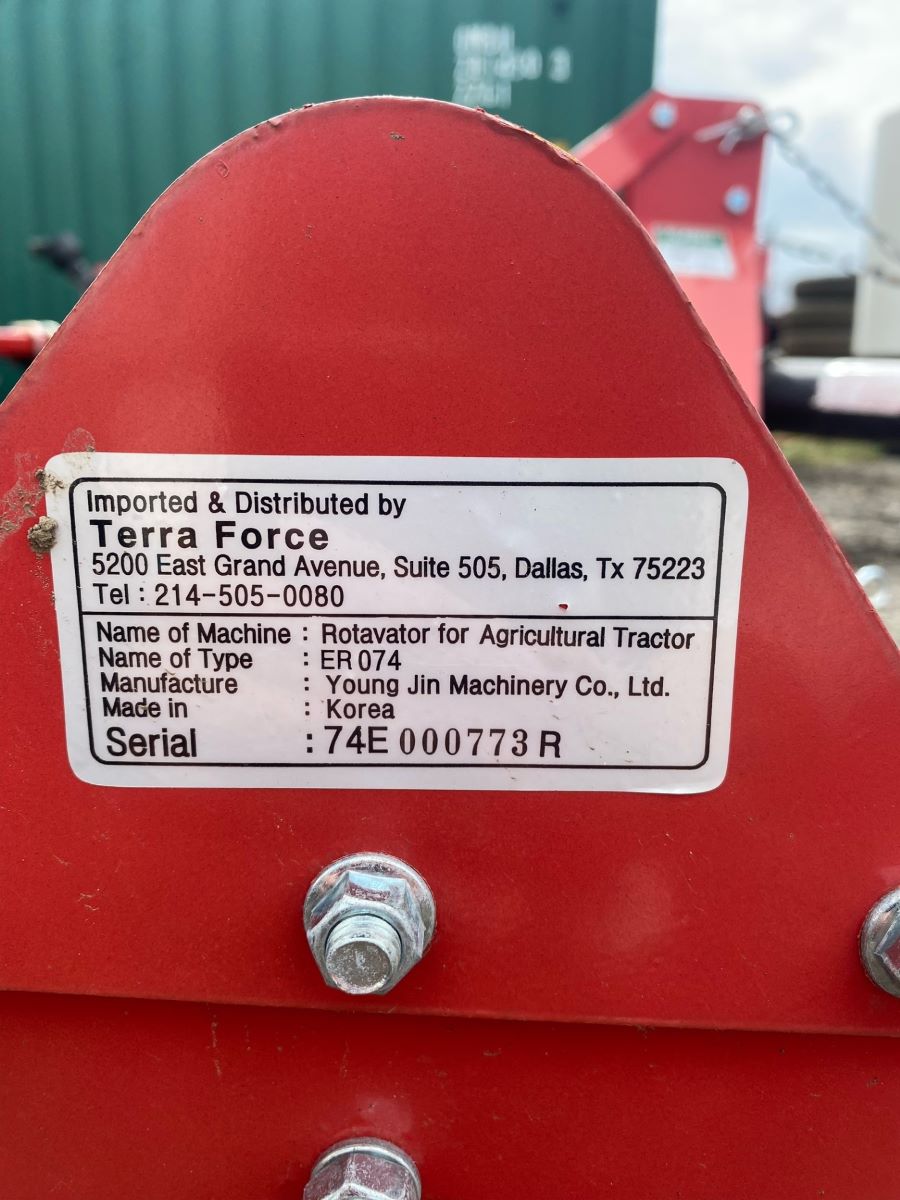 Imported & Distributed by
Terra Force
5200 East Grand Avenue, Suite 505, Dallas, Tx 75223
Tel : 214-505-0080
Name of Machine : Rotavator for Agricultural Tractor
Name of Type : ER 074
Manufacture : Young Jin Machinery Co., Ltd.
Made in : Korea
Serial : 74E 000773 R